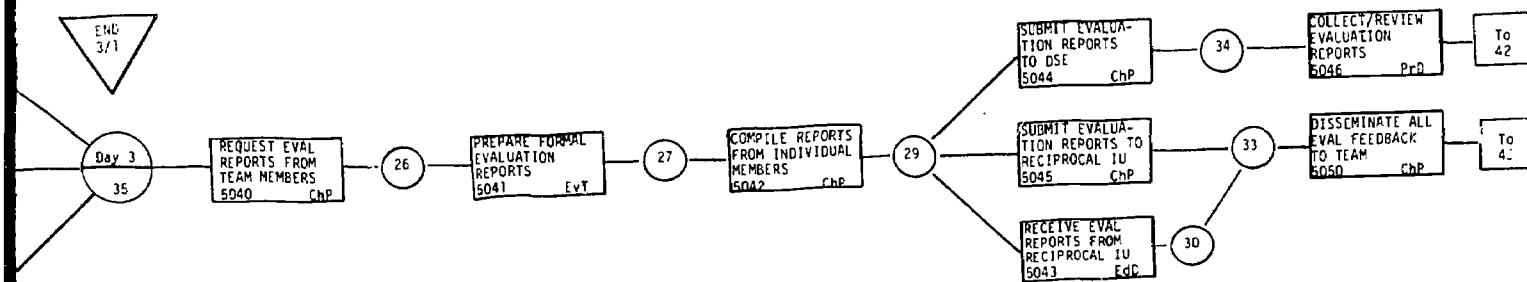 END
3/1
Day 3
35
REQUEST EVAL
REPORTS FROM
TEAM MEMBERS
5040 ChP
26
PREPARE FORMAL
EVALUATION
REPORTS
5041 EvT
27
COMPILE REPORTS
FROM INDIVIDUAL
MEMBERS
5042 ChP
29
SUBMIT EVALUA-
TION REPORTS
TO DSE
5044 ChP
34
COLLECT/REVIEW
EVALUATION
REPORTS
5046 PrD
To
42
SUBMIT EVALUA-
TION REPORTS TO
RECIPROCAL IU
5045 ChP
33
DISSEMINATE ALL
EVAL FEEDBACK
TO TEAM
5050 ChP
To
RECEIVE EVAL
REPORTS FROM
RECIPROCAL IU
5043 EdD
30